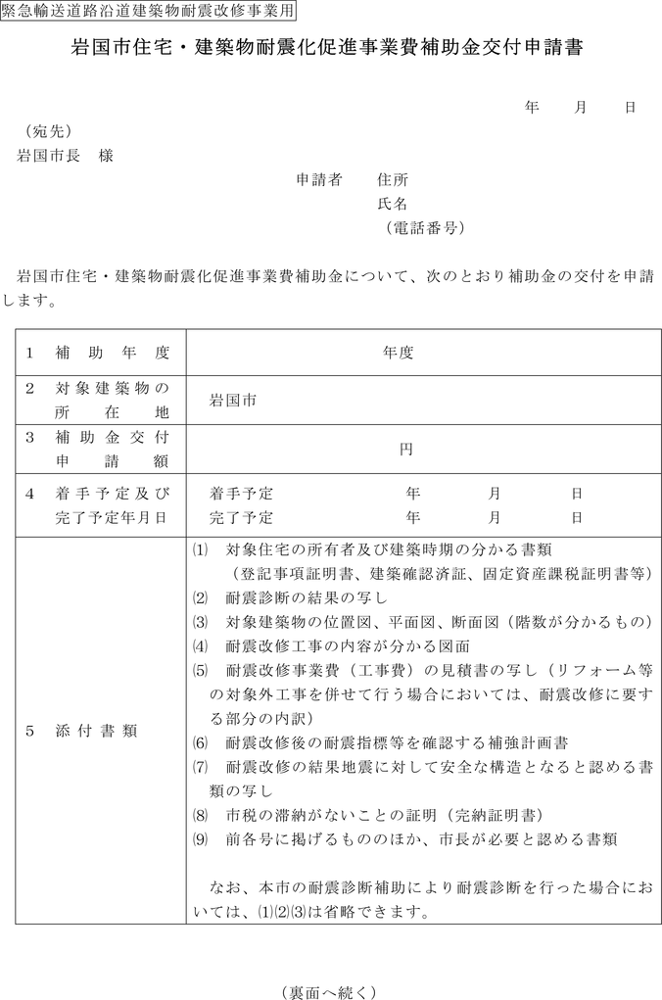 緊急輸送道路沿道建築物耐震改修事業用
岩国市住宅・建築物耐震化促進事業費補助金交付申請書
年　　月　　日
（宛先）
岩国市長　様
申請者　　住所
氏名
（電話番号）
岩国市住宅・建築物耐震化促進事業費補助金について、次のとおり補助金の交付を申請
します。
1　補助年度　　年度
2　対象建築物の
所在地
岩国市
3　補助金交付
申請額
円
4　着手予定及び
完了予定年月日
着手予定　　年　　月　　日
完了予定　　年　　月　　日
5　添付書類
⑴　対象住宅の所有者及び建築時期の分かる書類
（登記事項証明書、建築確認済証、固定資産課税証明書等）
⑵　耐震診断の結果の写し
⑶　対象建築物の位置図、平面図、断面図（階数が分かるもの）
⑷　耐震改修工事の内容が分かる図面
⑸　耐震改修事業費（工事費）の見積書の写し（リフォーム等
の対象外工事を併せて行う場合においては、耐震改修に要す
る部分の内訳）
⑹　耐震改修後の耐震指標等を確認する補強計画書
⑺　耐震改修の結果地震に対して安全な構造となると認める書
類の写し
⑻　市税の滞納がないことの証明（完納証明書）
⑼　前各号に掲げるもののほか、市長が必要と認める書類
なお、本市の耐震診断補助により耐震診断を行った場合にお
いては、⑴⑵⑶は省略できます。
（裏面へ続く）